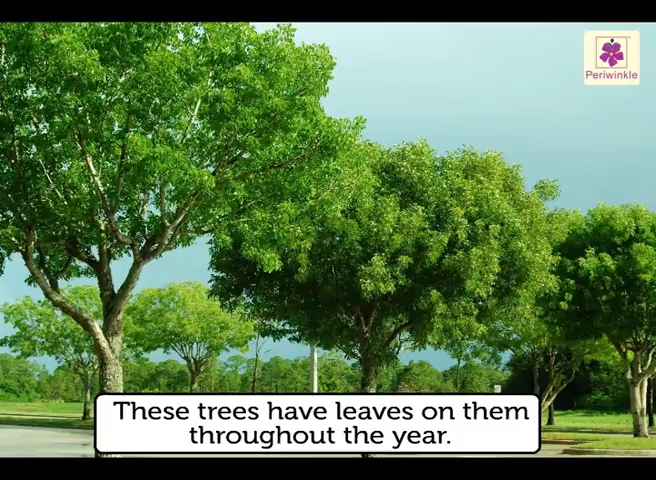 Periwinkle
These trees have leaves on them
throughout the year.